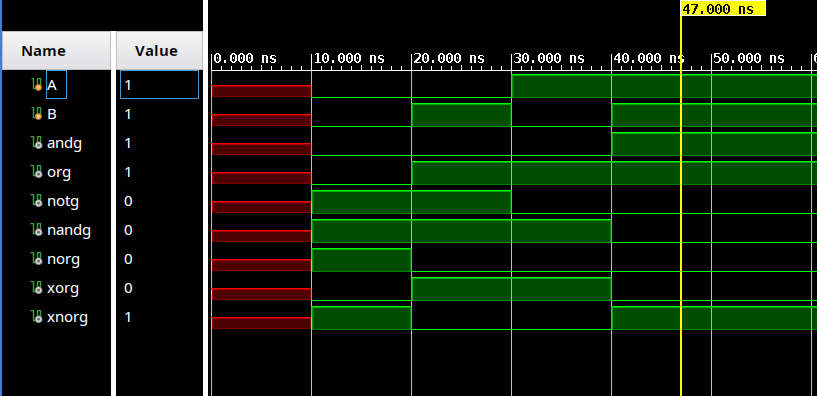 47.000 ns
Name Value
0.000 ns 10.000 ns 20.000 ns 30.000 ns 40.000 ns 50.000 ns 6
A 1
B 1
andg 1
org 1
notg 0
nandg 0
norg 0
xorg 0
xnorg 1